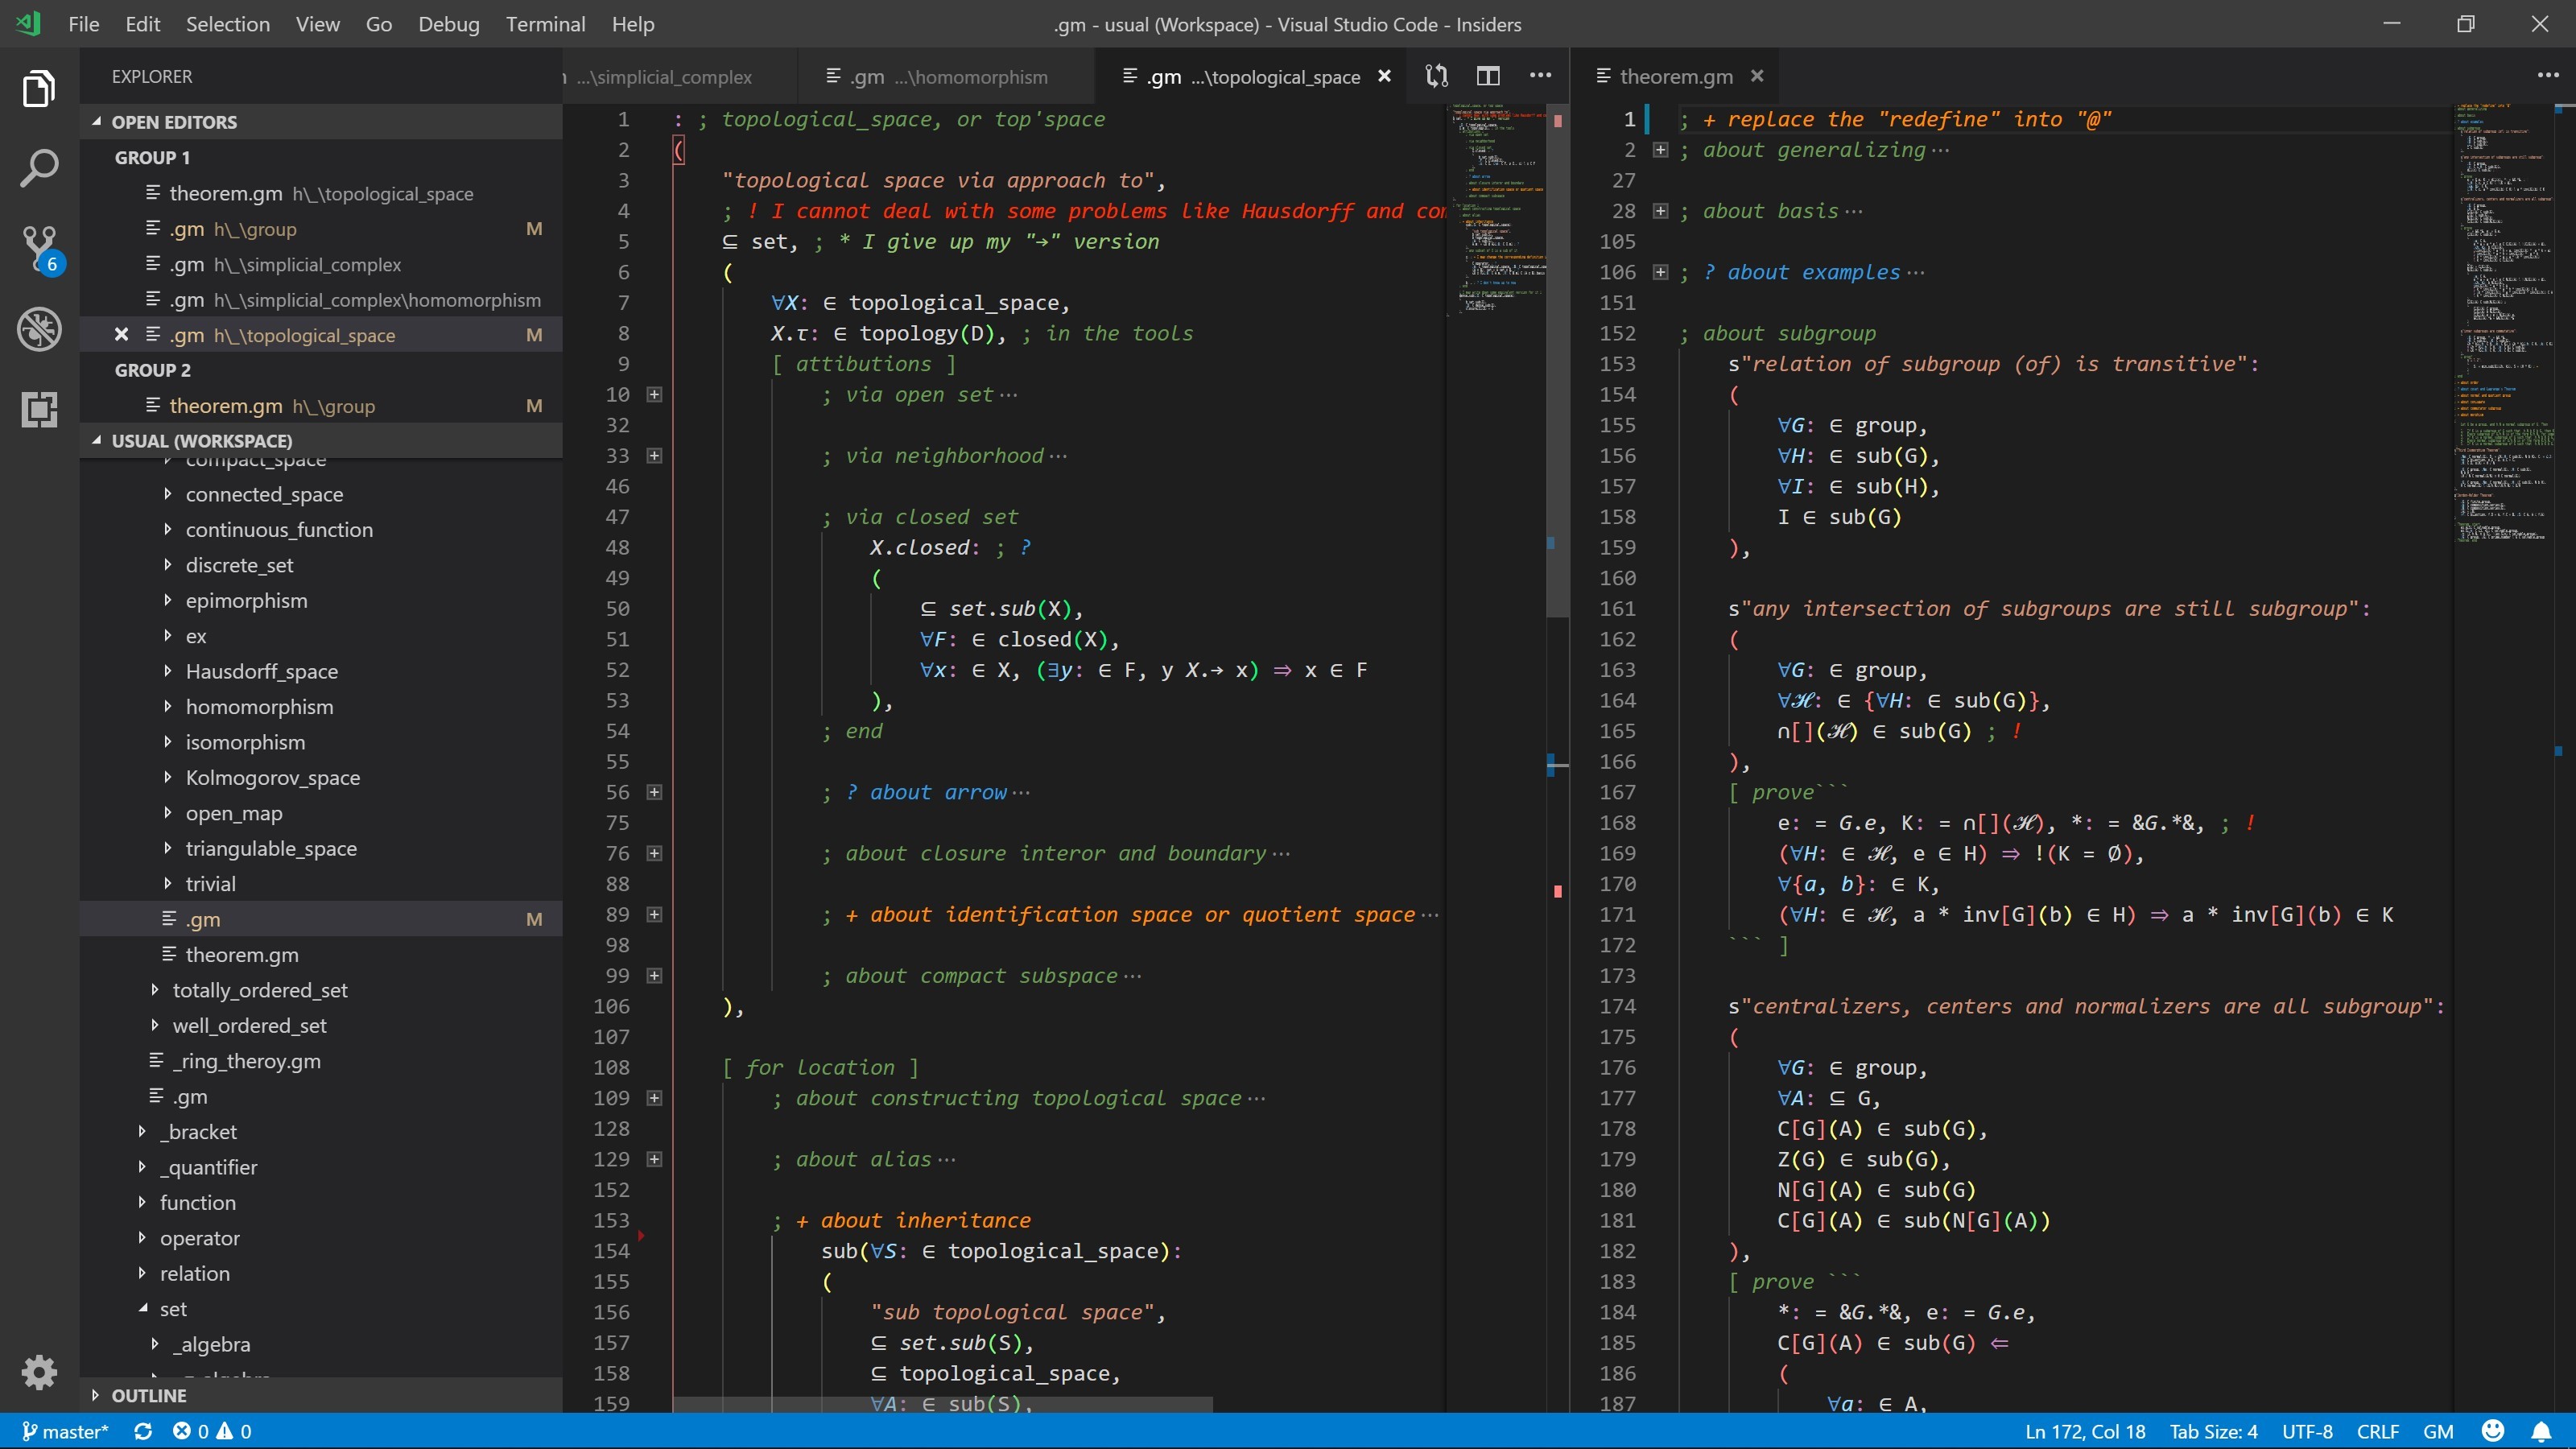 File Edit Selection View Go Debug Terminal Help
.gm - usual (Workspace) - Visual Studio Code - Insiders
EXPLORER
OPEN EDITORS
GROUP 1
theorem.gm h\_\topological_space
.gm h\_\group M
.gm h\_\simplicial_complex
.gm h\_\simplicial_complex\homomorphism
.gm h\_\topological_space M
GROUP 2
theorem.gm h\_\group M
USUAL (WORKSPACE)
compact_space
connected_space
continuous_function
discrete_set
epimorphism
ex
Hausdorff_space
homomorphism
isomorphism
Kolmogorov_space
open_map
triangulable_space
trivial
.gm M
theorem.gm
totally_ordered_set
well_ordered_set
_ring_theroy.gm
.gm
_bracket
_quantifier
function
operator
relation
set
_algebra
OUTLINE
6
...\simplicial_complex
.gm ...\homomorphism
.gm ...\topological_space
1 : ; topological_space, or top'space
2 (
3 "topological space via approach to",
4 ; ! I cannot deal with some problems like Hausdorff and com
5 ⊆ set, ; * I give up my "→" version
6 (
7 ∀X: ∈ topological_space,
8 X.τ: ∈ topology(D), ; in the tools
9 [ attibutions ]
10 ; via open set···
32
33 ; via neighborhood···
46
47 ; via closed set
48 X.closed: ; ?
49 (
50 ⊆ set.sub(X),
51 ∀F: ∈ closed(X),
52 ∀x: ∈ X, (∃y: ∈ F, y X.→ x) ⇒ x ∈ F
53 ),
54 ; end
55
56 ; ? about arrow···
75
76 ; about closure interor and boundary···
88
89 ; + about identification space or quotient space···
98
99 ; about compact subspace···
106 ),
107
108 [ for location ]
109 ; about constructing topological space···
128
129 ; about alias···
152
153 ; + about inheritance
154 sub(∀S: ∈ topological_space):
155 (
156 "sub topological space",
157 ⊆ set.sub(S),
158 ⊆ topological_space,
159 ∀A: ∈ sub(S),
theorem.gm
1 ; + replace the "redefine" into "@"
2 ; about generalizing···
27
28 ; about basis···
105
106 ; ? about examples···
151
152 ; about subgroup
153 s"relation of subgroup (of) is transitive":
154 (
155 ∀G: ∈ group,
156 ∀H: ∈ sub(G),
157 ∀I: ∈ sub(H),
158 I ∈ sub(G)
159 ),
160
161 s"any intersection of subgroups are still subgroup":
162 (
163 ∀G: ∈ group,
164 ∀ℋ: ∈ {∀H: ∈ sub(G)},
165 ∩[](ℋ) ∈ sub(G) ; !
166 ),
167 [ prove```
168 e: = G.e, K: = ∩[](ℋ), *: = &G.*&, ; !
169 (∀H: ∈ ℋ, e ∈ H) ⇒ !(K = Ø),
170 ∀{a, b}: ∈ K,
171 (∀H: ∈ ℋ, a * inv[G](b) ∈ H) ⇒ a * inv[G](b) ∈ K
172 ``` ]
173
174 s"centralizers, centers and normalizers are all subgroup":
175 (
176 ∀G: ∈ group,
177 ∀A: ⊆ G,
178 C[G](A) ∈ sub(G),
179 Z(G) ∈ sub(G),
180 N[G](A) ∈ sub(G)
181 C[G](A) ∈ sub(N[G](A))
182 ),
183 [ prove ```
184 *: = &G.*&, e: = G.e,
185 C[G](A) ∈ sub(G) ⇐
186 (
187 ∀a: ∈ A,
master* 0 0
Ln 172, Col 18 Tab Size: 4 UTF-8 CRLF GM